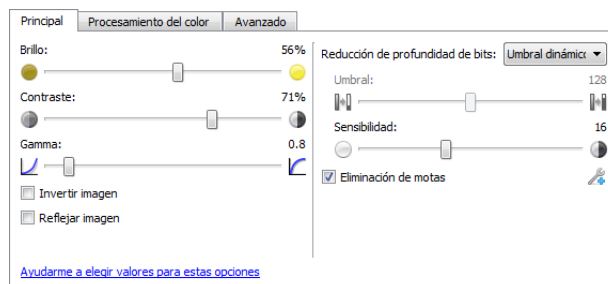 Principal Procesamiento del color Avanzado
Brillo: 56%
Contraste: 71%
Gamma: 0.8
Invertir imagen
Reflejar imagen
Ayudarme a elegir valores para estas opciones
Reducción de profundidad de bits: Umbral dinámic
Umbral: 128
Sensibilidad: 16
Eliminación de motas